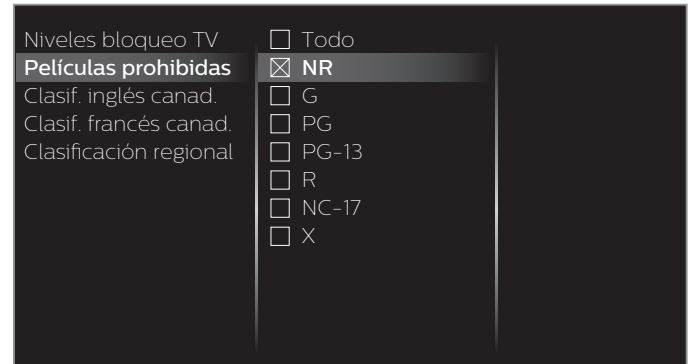 Niveles bloqueo TV
Películas prohibidas
Clasif. inglés canad.
Clasif. francés canad.
Clasificación regional
Todo
NR
G
PG
PG-13
R
NC-17
X